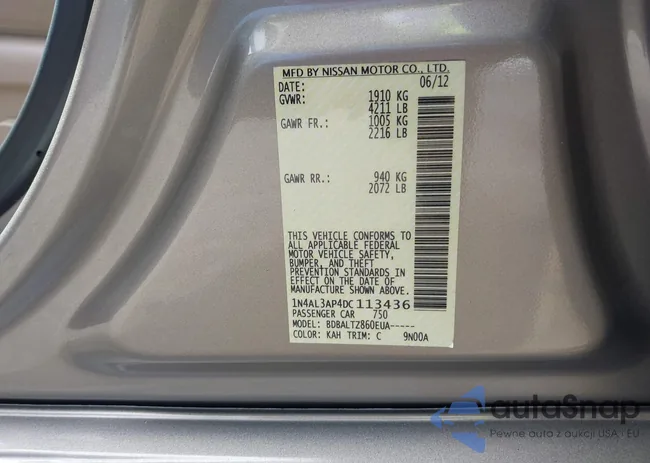 MFD BY NISSAN MOTOR CO., LTD.
DATE: 06/12
GVWR: 1910 KG
4211 LB
GAWR FR.: 1005 KG
2216 LB
GAWR RR.: 940 KG
2072 LB
THIS VEHICLE CONFORMS TO
ALL APPLICABLE FEDERAL
MOTOR VEHICLE SAFETY,
BUMPER, AND THEFT
PREVENTION STANDARDS
IN EFFECT ON THE DATE OF
MANUFACTURE SHOWN ABOVE.
1N4AL3AP4DC113436
PASSENGER CAR 750
MODEL: BDBALTZ860EUA-----
COLOR: KAH TRIM: C 9N00A
autoSnap
Pewne auta z aukcji USA i EU